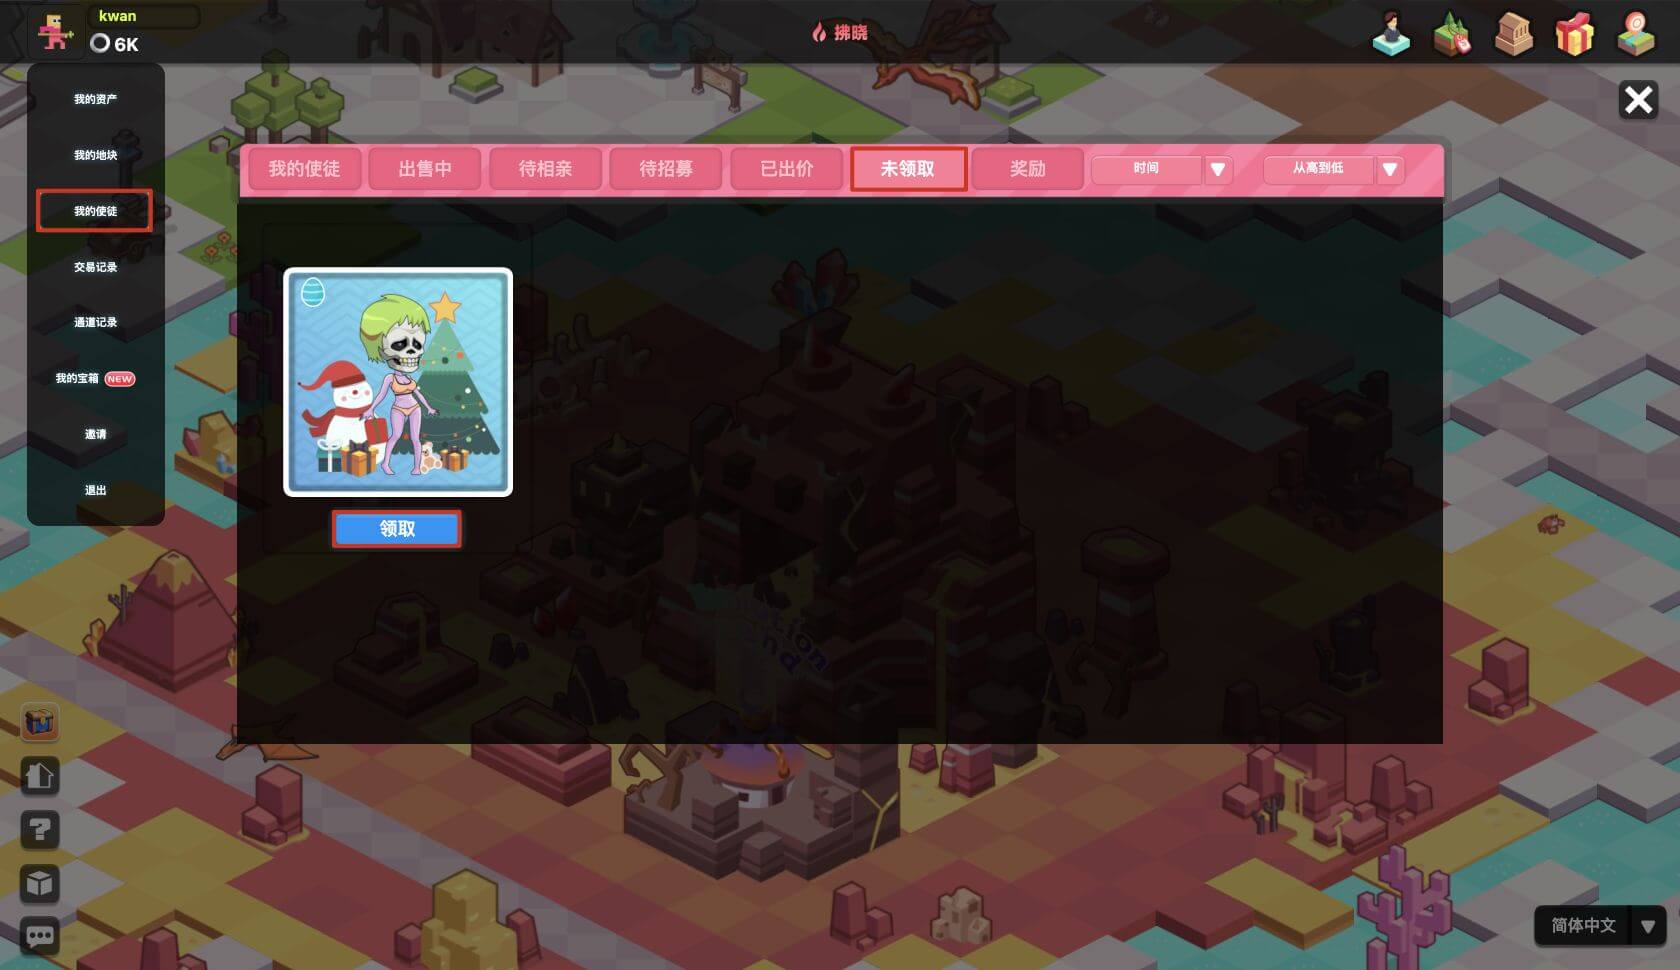 kwan
6K
拂晓
我的资产
我的地块
我的使徒
交易记录
通道记录
我的宝箱 NEW
邀请
退出
我的使徒 出售中 待相亲 待招募 已出价 未领取 奖励 时间 从高到低
领取
简体中文